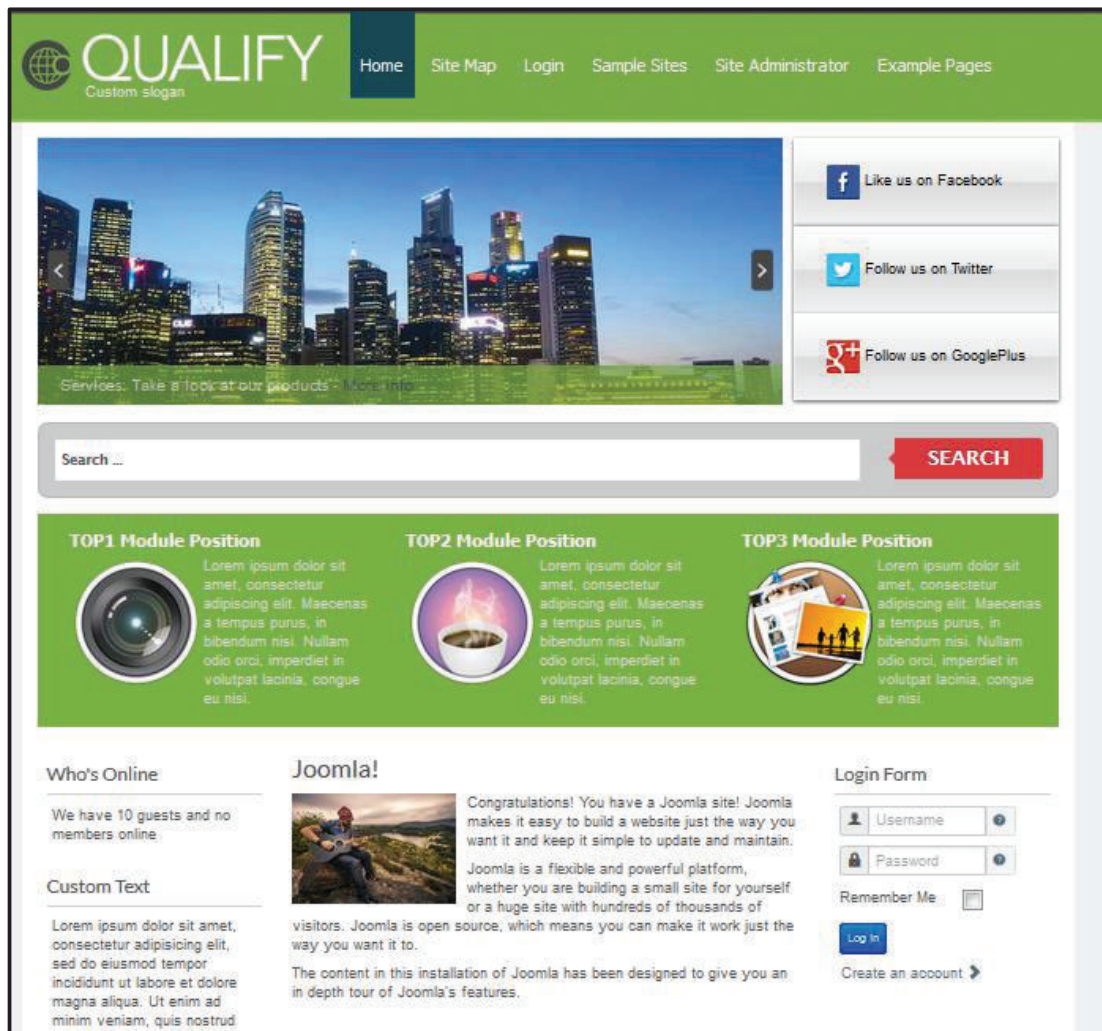 QUALIFY
Custom slogan
Home
Site Map
Login
Sample Sites
Site Administrator
Example Pages
Services: Take a look at our products - More Info
Like us on Facebook
Follow us on Twitter
Follow us on GooglePlus
Search ...
SEARCH
TOP1 Module Position
Lorem ipsum dolor sit
amet, consectetur
adipiscing elit. Maecenas
a tempus purus, in
bibendum nisi. Nullam
odio orci, imperdiet in
volutpat lacinia, congue
eu nisi.
TOP2 Module Position
Lorem ipsum dolor sit
amet, consectetur
adipiscing elit. Maecenas
a tempus purus, in
bibendum nisi. Nullam
odio orci, imperdiet in
volutpat lacinia, congue
eu nisi.
TOP3 Module Position
Lorem ipsum dolor sit
amet, consectetur
adipiscing elit. Maecenas
a tempus purus, in
bibendum nisi. Nullam
odio orci, imperdiet in
volutpat lacinia, congue
eu nisi.
Who's Online
We have 10 guests and no
members online
Custom Text
Lorem ipsum dolor sit amet,
consectetur adipisicing elit,
sed do eiusmod tempor
incididunt ut labore et dolore
magna aliqua. Ut enim ad
minim veniam, quis nostrud
Joomla!
Congratulations! You have a Joomla site! Joomla
makes it easy to build a website just the way you
want it and keep it simple to update and maintain.
Joomla is a flexible and powerful platform,
whether you are building a small site for yourself
or a huge site with hundreds of thousands of
visitors. Joomla is open source, which means you can make it work just the
way you want it to.
The content in this installation of Joomla has been designed to give you an
in depth tour of Joomla's features.
Login Form
Username
Password
Remember Me
Log in
Create an account